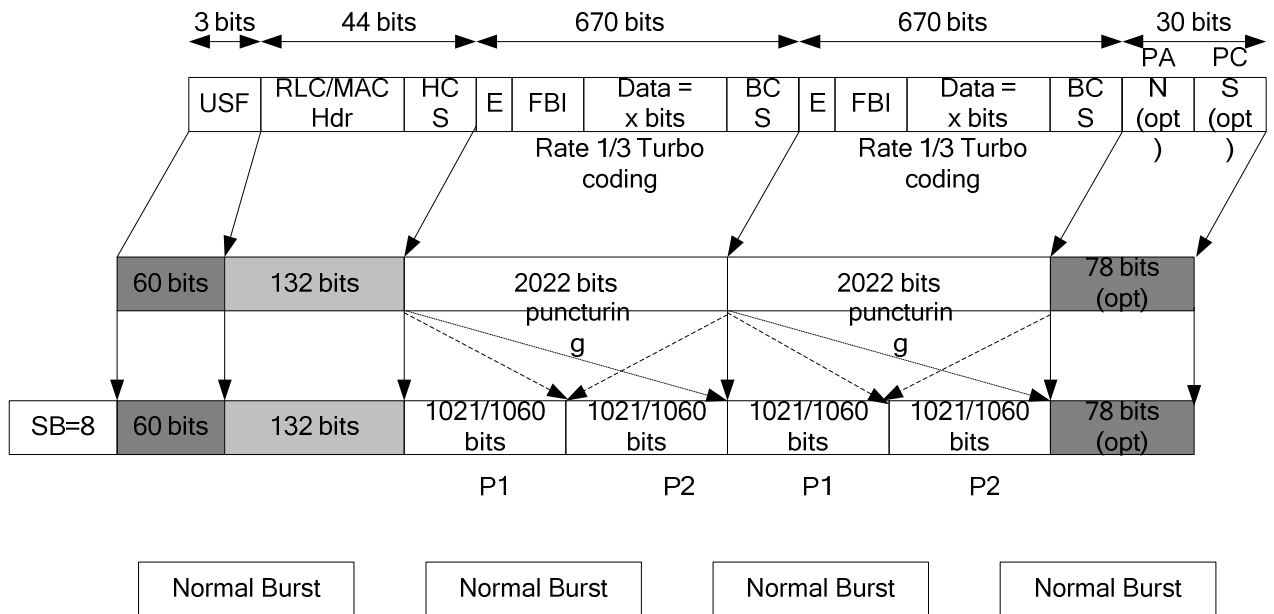 3 bits 44 bits 670 bits 670 bits 30 bits
USF
RLC/MAC
Hdr
HC
S
E
FBI
Data =
x bits
BC
S
E
FBI
Data =
x bits
BC
S
PA
N
(opt
)
PC
S
(opt
)
Rate 1/3 Turbo
coding
Rate 1/3 Turbo
coding
60 bits
132 bits
2022 bits
puncturin
g
2022 bits
puncturin
g
78 bits
(opt)
SB=8
60 bits
132 bits
1021/1060
bits
1021/1060
bits
1021/1060
bits
1021/1060
bits
78 bits
(opt)
P1 P2 P1 P2
Normal Burst Normal Burst Normal Burst Normal Burst